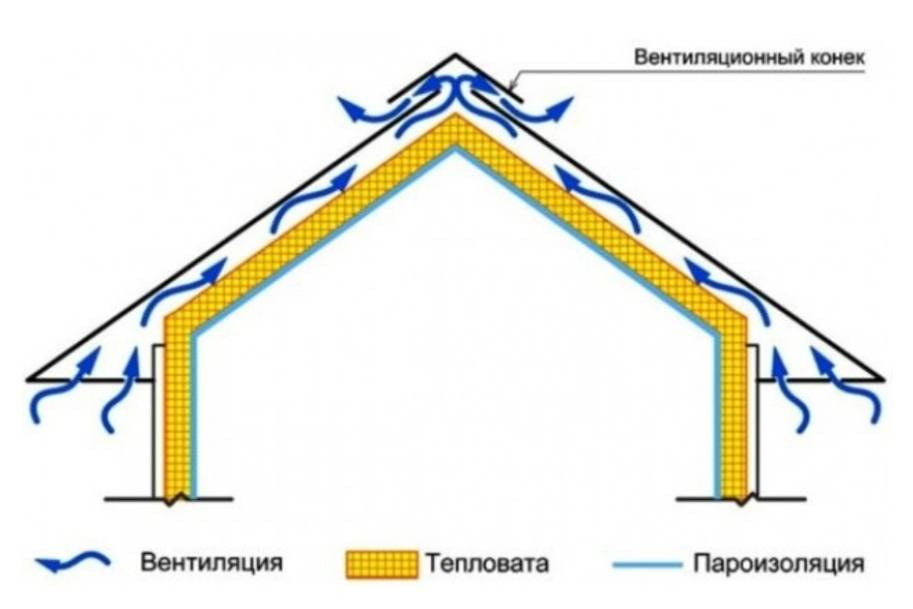 Вентиляционный конек
Вентиляция
Тепловата
Пароизоляция